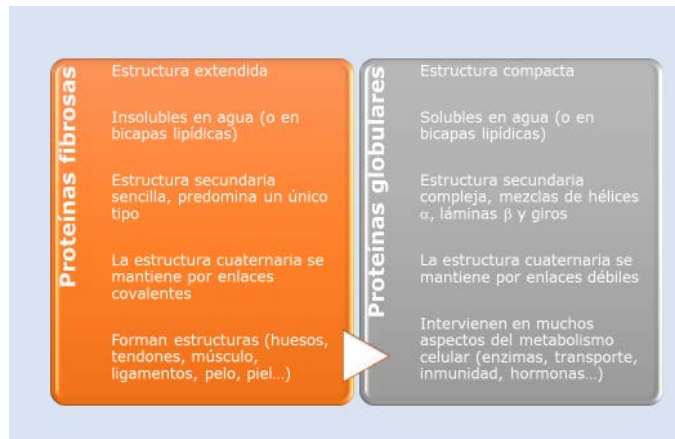 Proteínas fibrosas
Estructura extendida
Insolubles en agua (o en
bicapas lipídicas)
Estructura secundaria
sencilla, predomina un único
tipo
La estructura cuaternaria se
mantiene por enlaces
covalentes
Forman estructuras (huesos,
tendones, músculo,
ligamentos, pelo, piel...)
Proteínas globulares
Estructura compacta
Solubles en agua (o en
bicapas lipídicas)
Estructura secundaria
compleja, mezclas de hélices
α, láminas β y giros
La estructura cuaternaria se
mantiene por enlaces débiles
Intervienen en muchos
aspectos del metabolismo
celular (enzimas, transporte,
inmunidad, hormonas...)